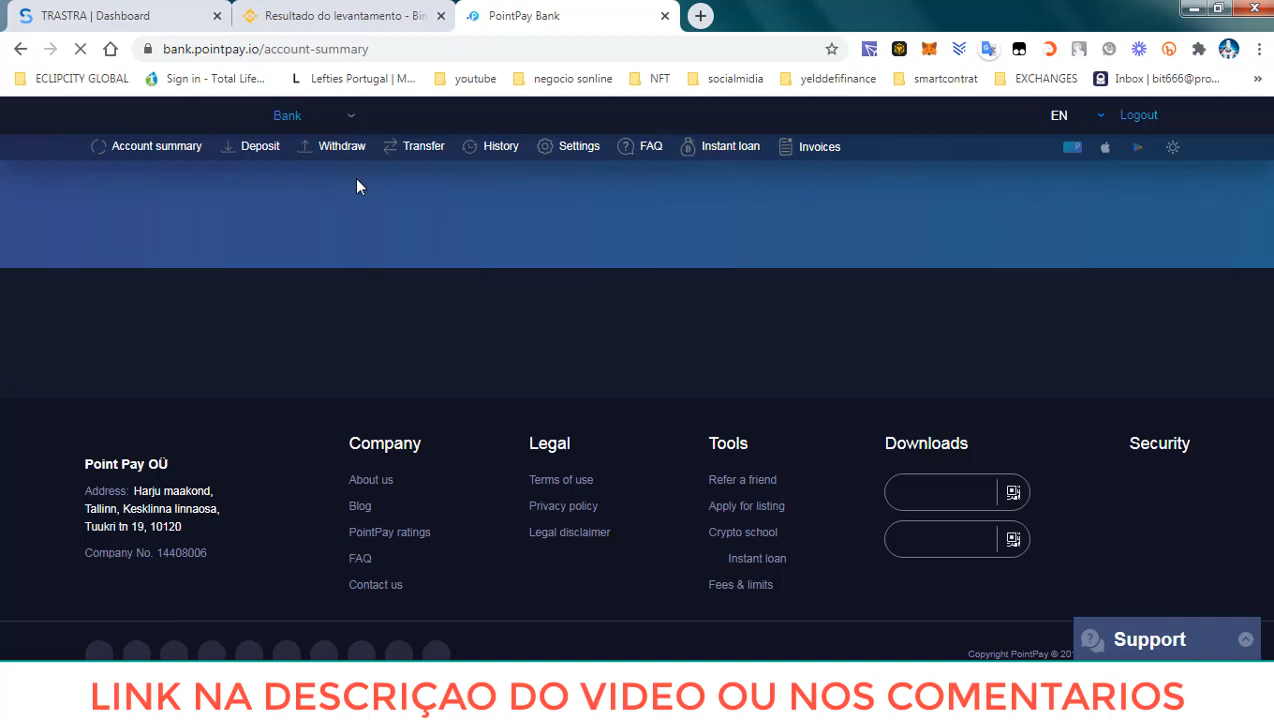 TRASTRA | Dashboard
Resultado do levantamento - Bin
PointPay Bank
bank.pointpay.io/account-summary
ECLIPCITY GLOBAL
Sign in - Total Life...
Lefties Portugal | M...
youtube
negocio sonline
NFT
socialmidia
yelddefifinance
smartcontrat
EXCHANGES
Inbox | bit666@pro...
»
Bank
EN
Logout
Account summary
Deposit
Withdraw
Transfer
History
Settings
FAQ
Instant loan
Invoices
Point Pay OÜ
Address: Harju maakond,
Tallinn, Kesklinna linnaosa,
Tuukri tn 19, 10120
Company No. 14408006
Company
About us
Blog
PointPay ratings
FAQ
Contact us
Legal
Terms of use
Privacy policy
Legal disclaimer
Tools
Refer a friend
Apply for listing
Crypto school
Instant loan
Fees & limits
Downloads
Security
Support
Copyright PointPay © 20
LINK NA DESCRIÇAO DO VIDEO OU NOS COMENTARIOS